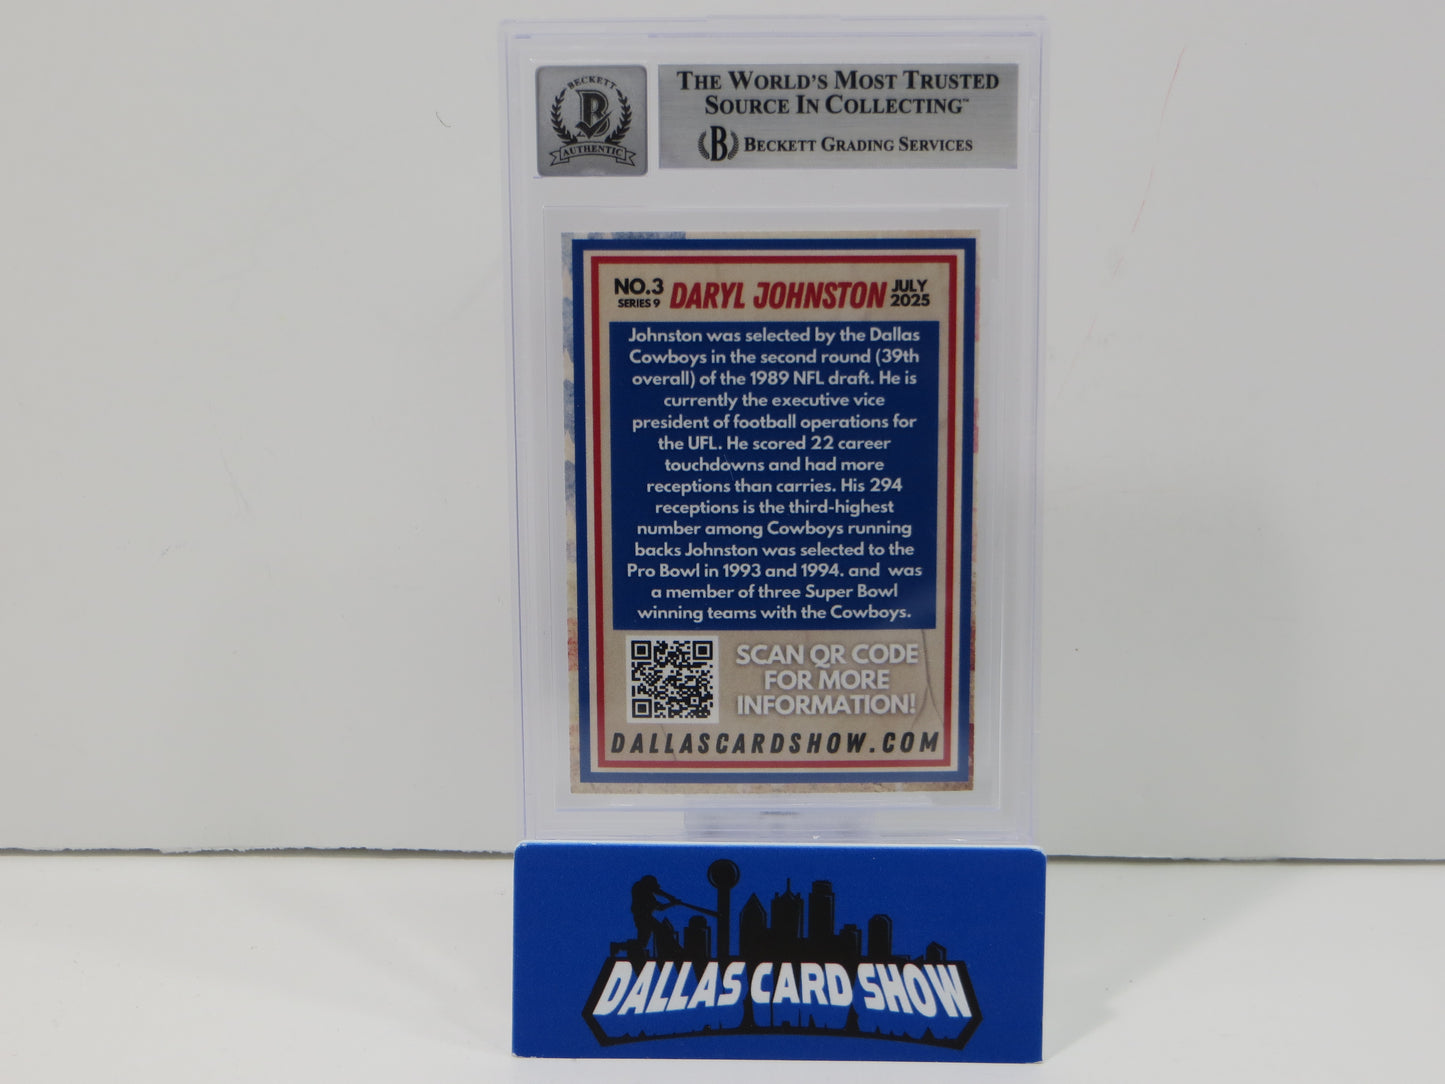 BECKETT
B
AUTHENTIC
THE WORLD'S MOST TRUSTED
SOURCE IN COLLECTING™
B BECKETT GRADING SERVICES
NO.3
SERIES 9
DARYL JOHNSTON
JULY
2025
Johnston was selected by the Dallas
Cowboys in the second round (39th
overall) of the 1989 NFL draft. He is
currently the executive vice
president of football operations for
the UFL. He scored 22 career
touchdowns and had more
receptions than carries. His 294
receptions is the third-highest
number among Cowboys running
backs Johnston was selected to the
Pro Bowl in 1993 and 1994. and was
a member of three Super Bowl
winning teams with the Cowboys.
SCAN QR CODE
FOR MORE
INFORMATION!
DALLASCARDSHOW.COM
DALLAS CARD SHOW